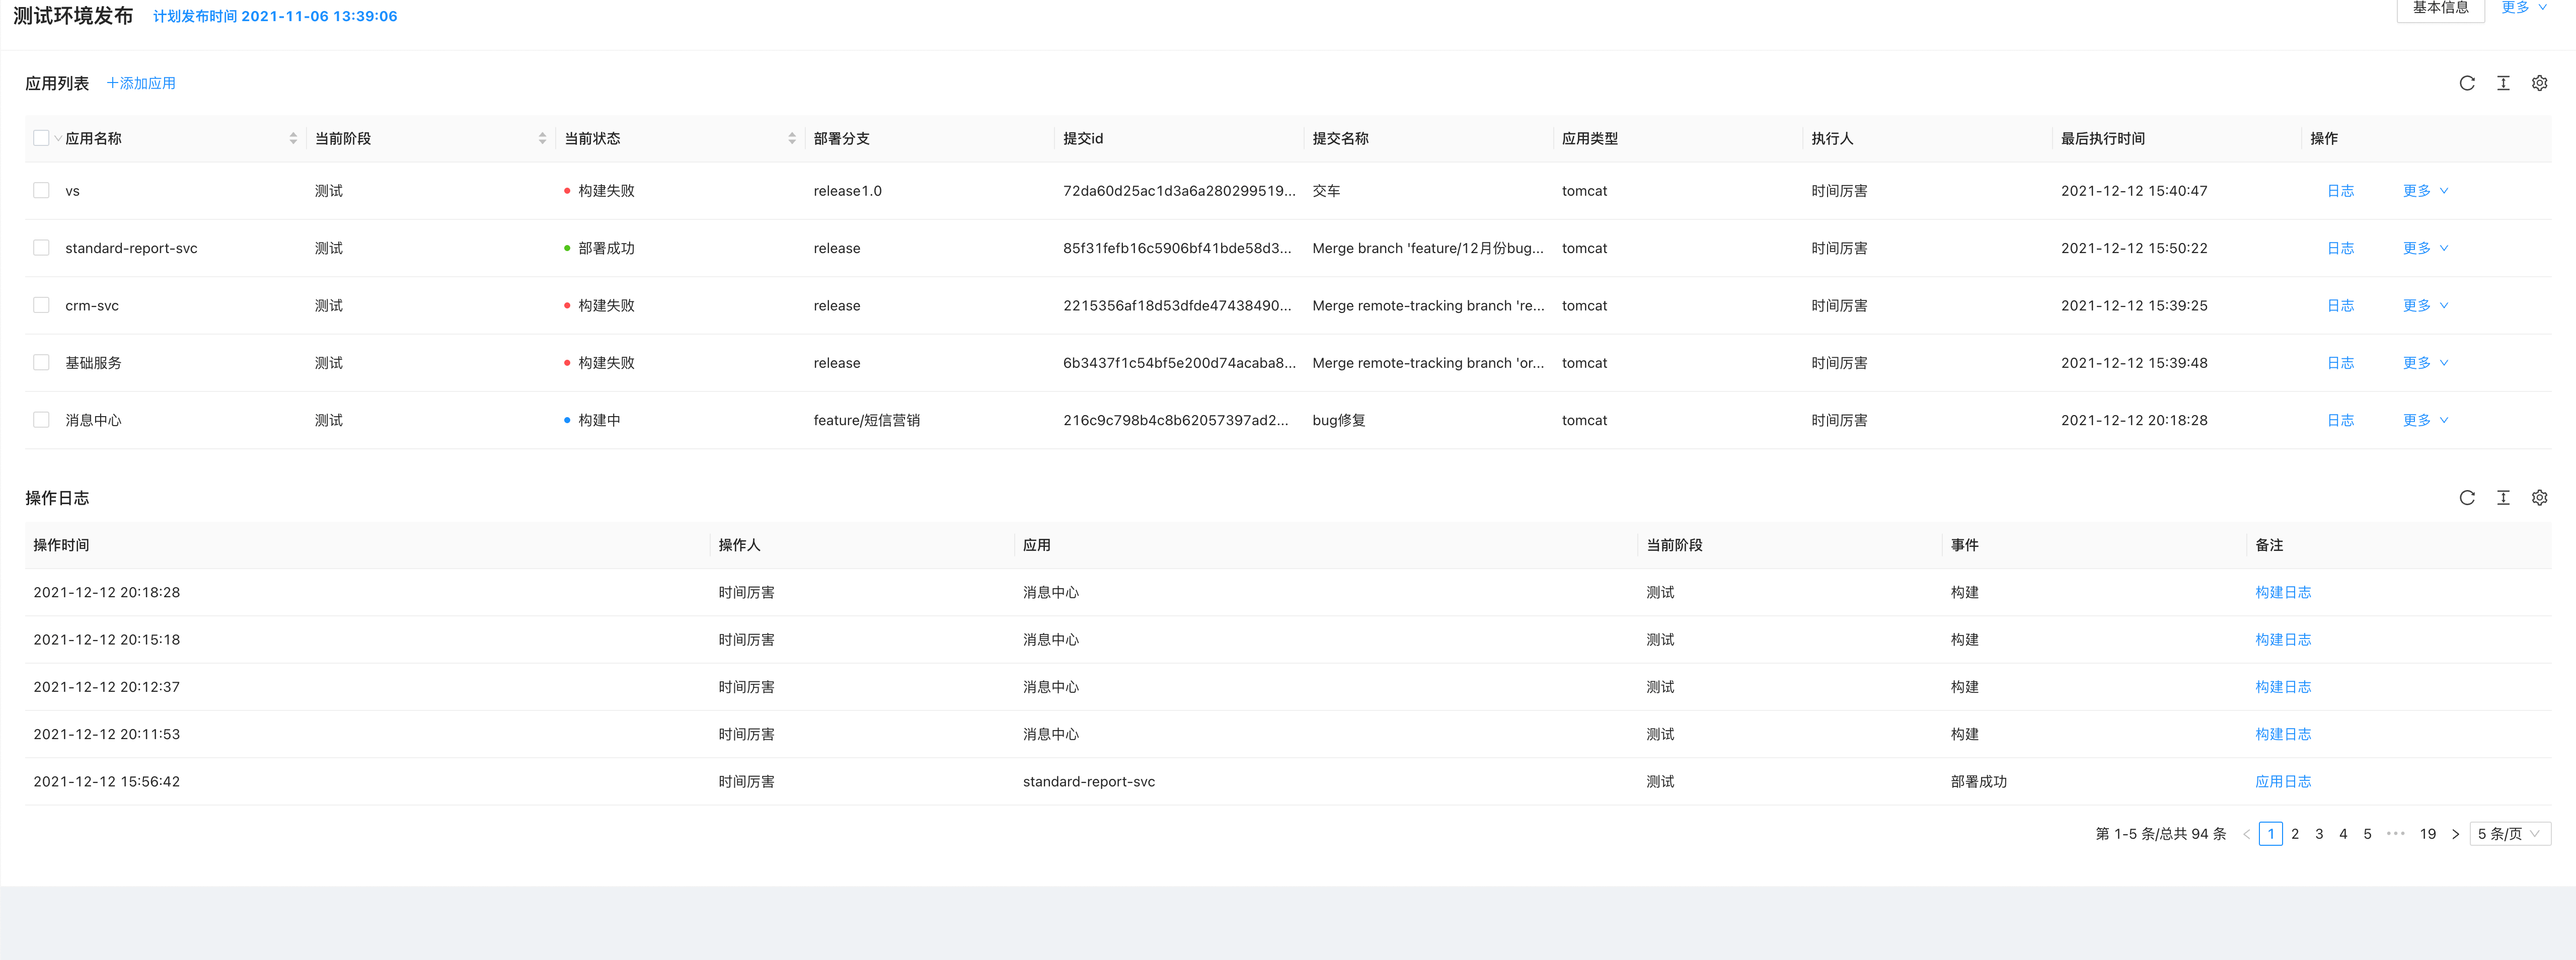 测试环境发布 计划发布时间 2021-11-06 13:39:06 基本信息 更多
应用列表 +添加应用
应用名称 当前阶段 当前状态 部署分支 提交id 提交名称 应用类型 执行人 最后执行时间 操作
vs 测试 构建失败 release1.0 72da60d25ac1d3a6a280299519... 交车 tomcat 时间厉害 2021-12-12 15:40:47 日志 更多
standard-report-svc 测试 部署成功 release 85f31fefb16c5906bf41bde58d3... Merge branch 'feature/12月份bug... tomcat 时间厉害 2021-12-12 15:50:22 日志 更多
crm-svc 测试 构建失败 release 2215356af18d53dfde47438490... Merge remote-tracking branch 're... tomcat 时间厉害 2021-12-12 15:39:25 日志 更多
基础服务 测试 构建失败 release 6b3437f1c54bf5e200d74acaba8... Merge remote-tracking branch 'or... tomcat 时间厉害 2021-12-12 15:39:48 日志 更多
消息中心 测试 构建中 feature/短信营销 216c9c798b4c8b62057397ad2... bug修复 tomcat 时间厉害 2021-12-12 20:18:28 日志 更多
操作日志
操作时间 操作人 应用 当前阶段 事件 备注
2021-12-12 20:18:28 时间厉害 消息中心 测试 构建 构建日志
2021-12-12 20:15:18 时间厉害 消息中心 测试 构建 构建日志
2021-12-12 20:12:37 时间厉害 消息中心 测试 构建 构建日志
2021-12-12 20:11:53 时间厉害 消息中心 测试 构建 构建日志
2021-12-12 15:56:42 时间厉害 standard-report-svc 测试 部署成功 应用日志
第 1-5 条/总共 94 条 < 1 2 3 4 5 ••• 19 > 5 条/页